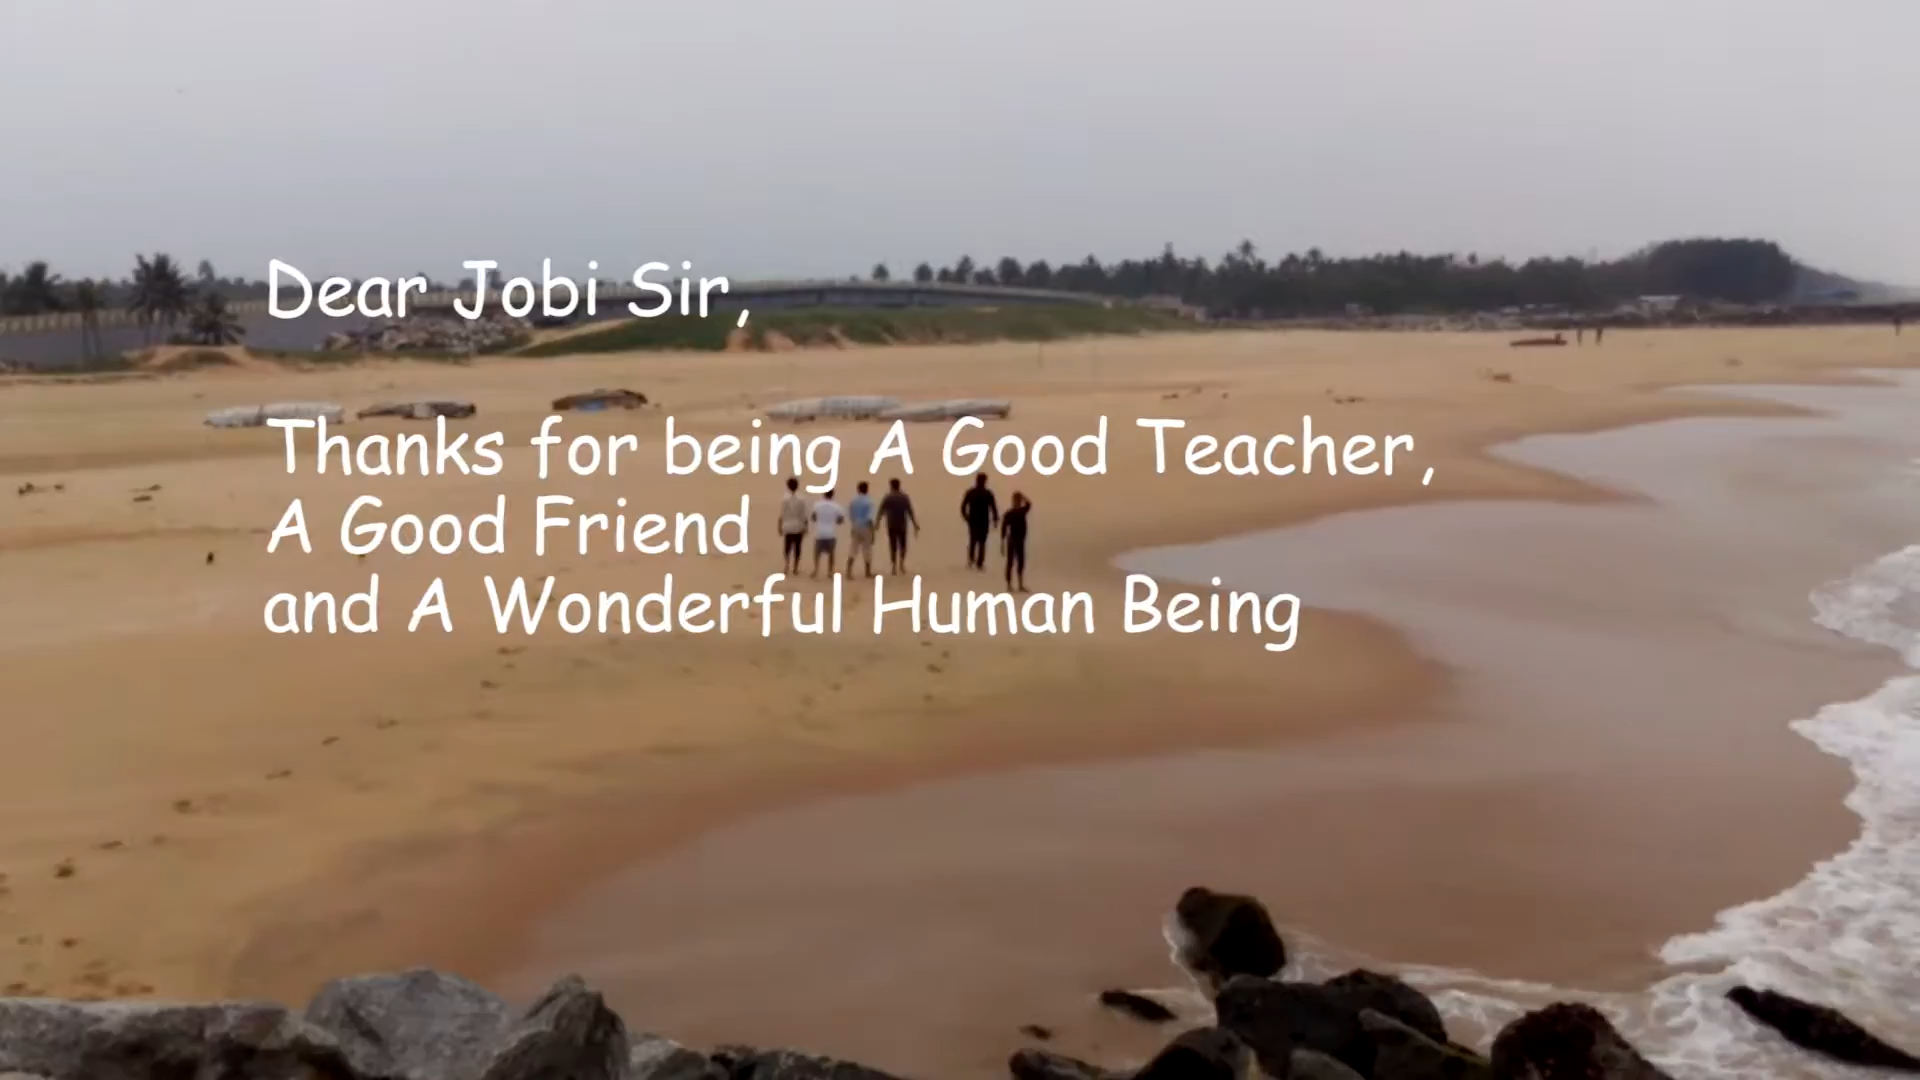 Dear Jobi Sir,
Thanks for being A Good Teacher,
A Good Friend
and A Wonderful Human Being